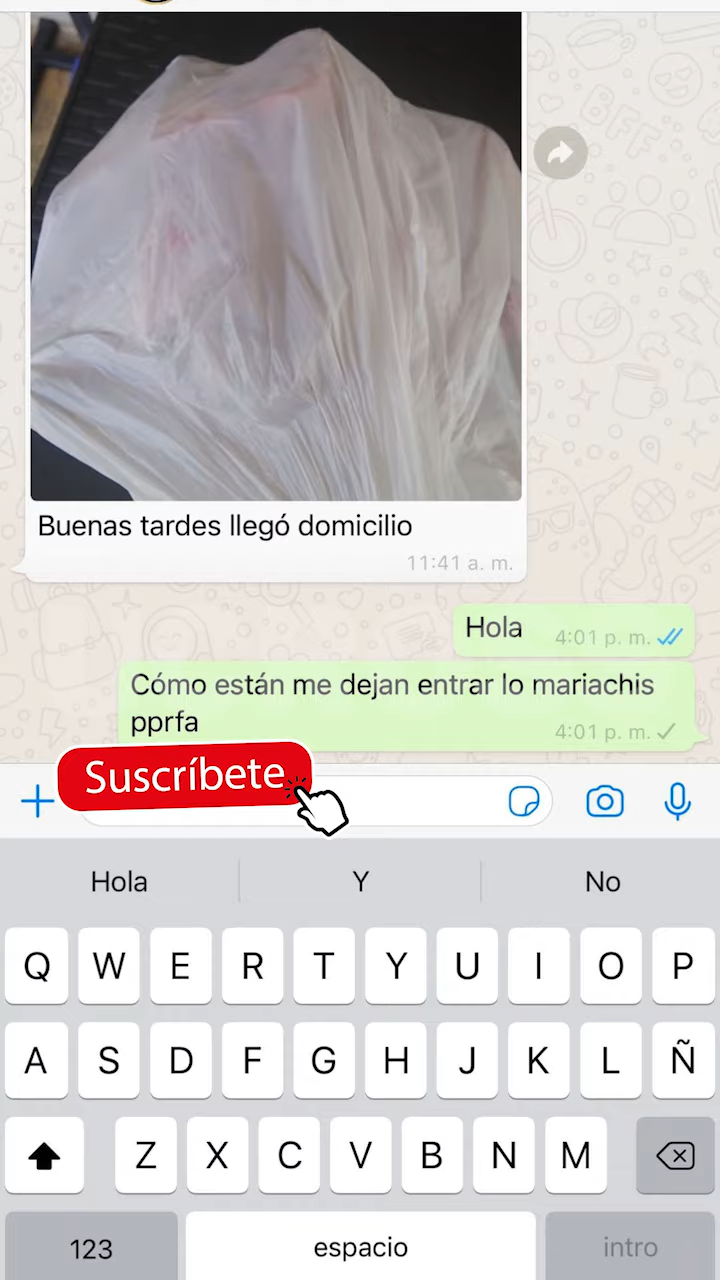 Buenas tardes llegó domicilio
11:41 a. m.
Hola
4:01 p. m.
Cómo están me dejan entrar lo mariachis
pprfa
4:01 p. m.
Suscríbete
Hola Y No
Q W E R T Y U I O P
A S D F G H J K L Ñ
Z X C V B N M
123 espacio intro